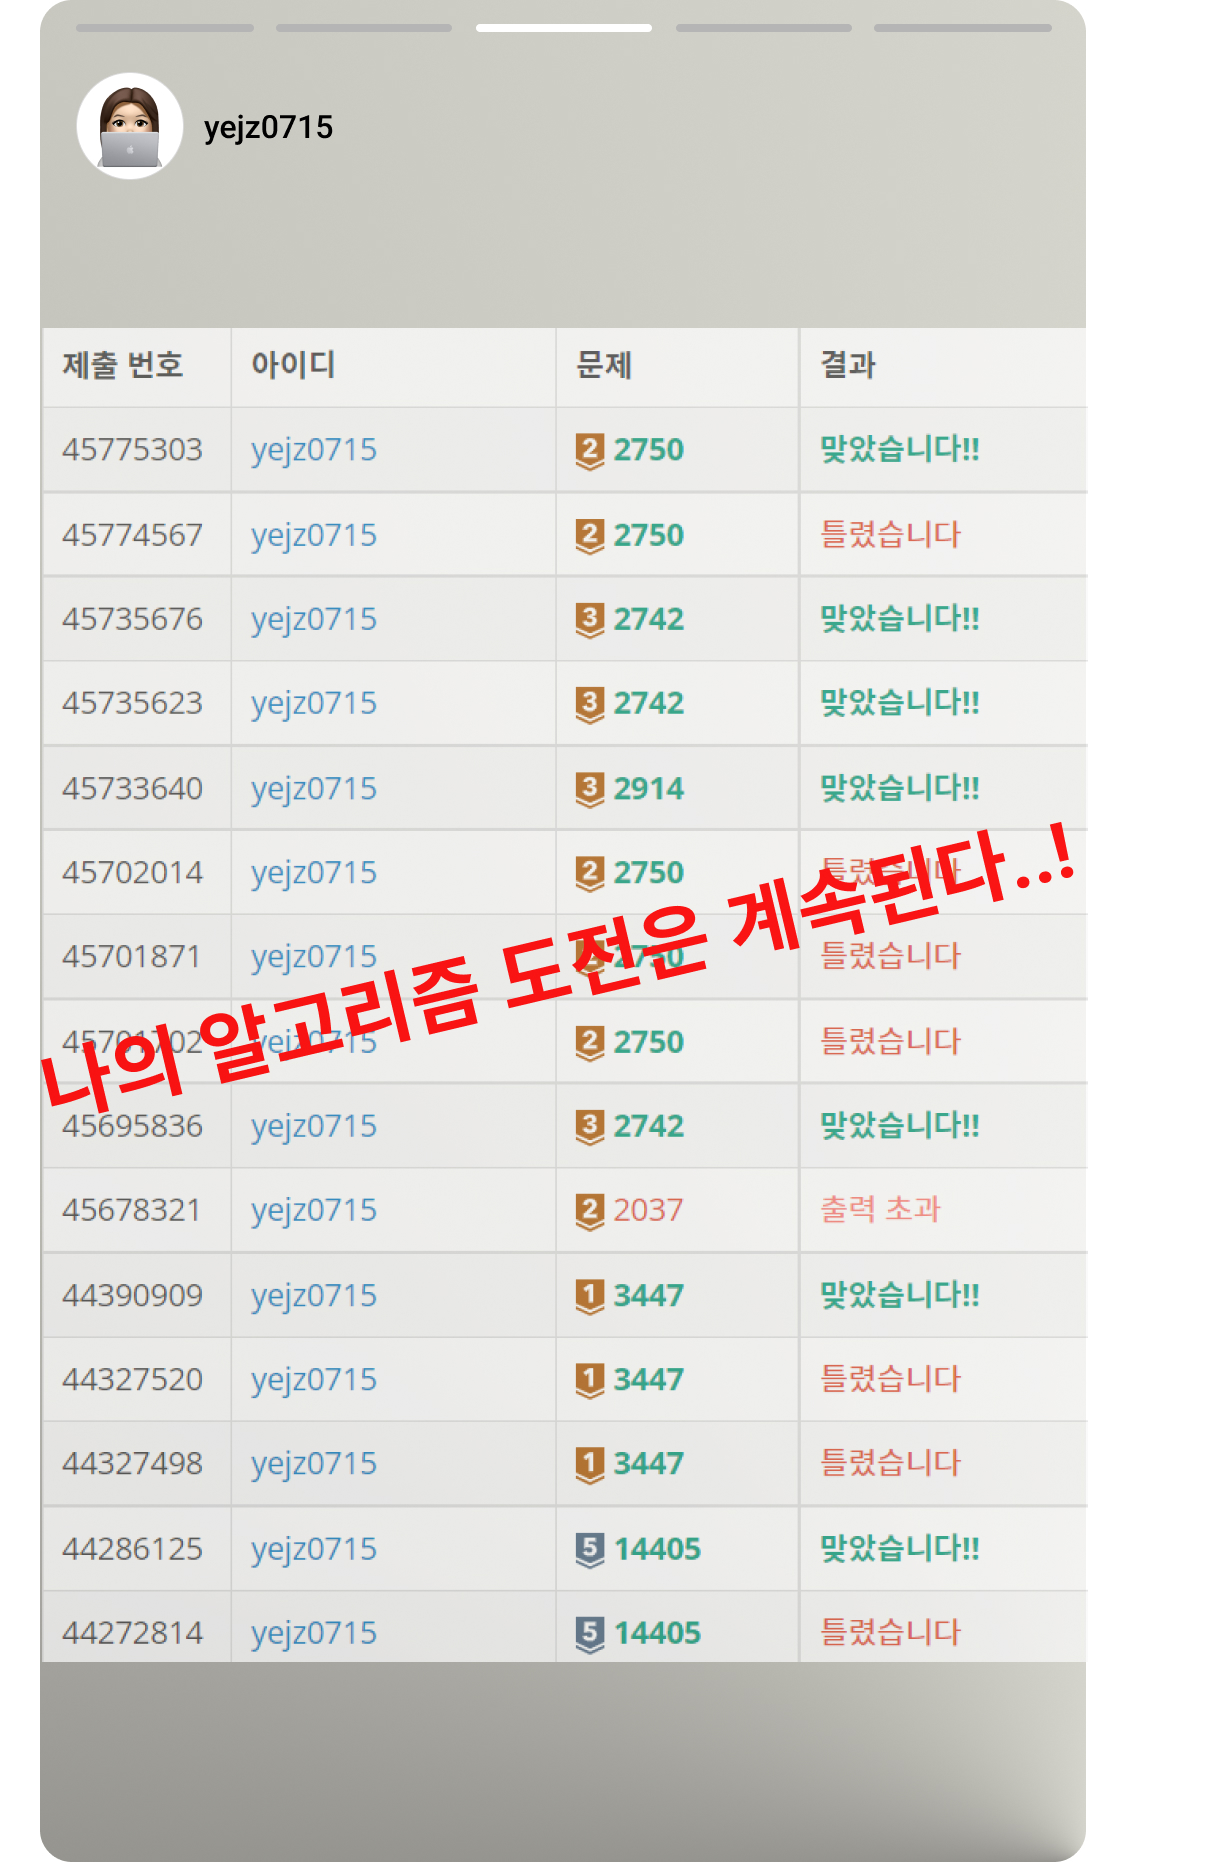 yejz0715
제출 번호 아이디 문제 결과
45775303 yejz0715 2 2750 맞았습니다!!
45774567 yejz0715 2 2750 틀렸습니다
45735676 yejz0715 3 2742 맞았습니다!!
45735623 yejz0715 3 2742 맞았습니다!!
45733640 yejz0715 3 2914 맞았습니다!!
45702014 yejz0715 2 2750 틀렸습니다
45701871 yejz0715 2 2750 틀렸습니다
나의 알고리즘 도전은 계속된다..!
45701702 yejz0715 2 2750 틀렸습니다
45695836 yejz0715 3 2742 맞았습니다!!
45678321 yejz0715 2 2037 출력 초과
44390909 yejz0715 1 3447 맞았습니다!!
44327520 yejz0715 1 3447 틀렸습니다
44327498 yejz0715 1 3447 틀렸습니다
44286125 yejz0715 5 14405 맞았습니다!!
44272814 yejz0715 5 14405 틀렸습니다